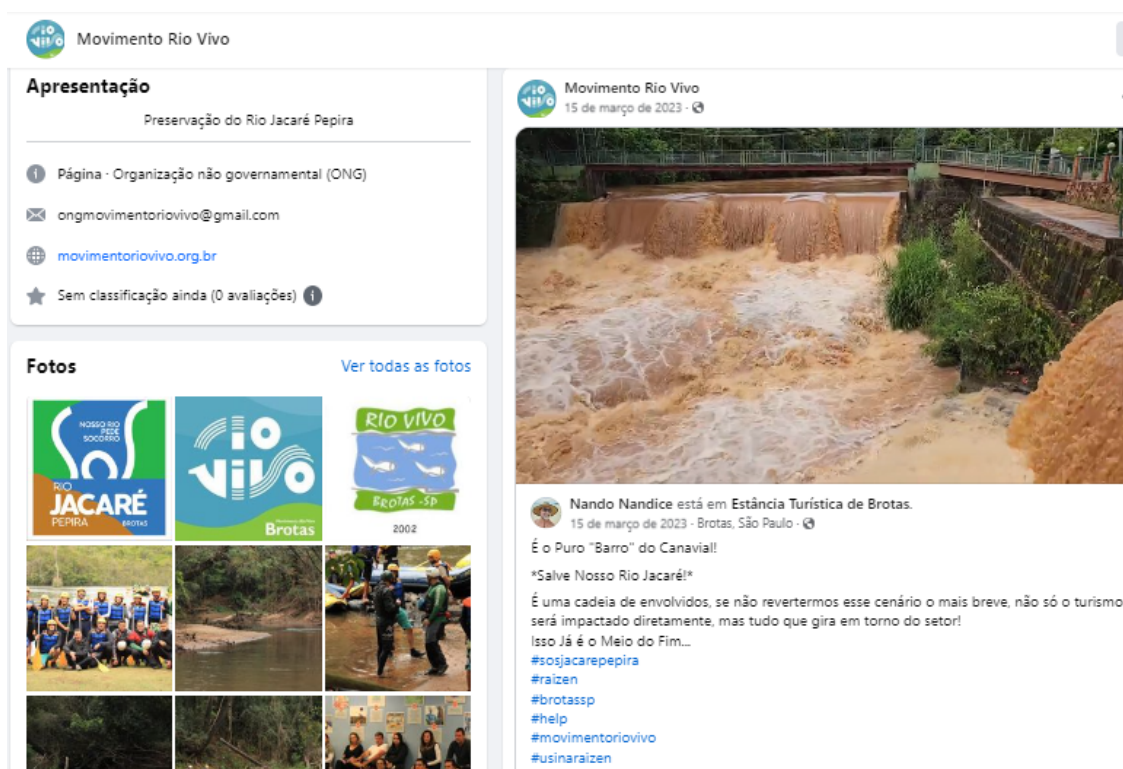 Movimento Rio Vivo
Apresentação
Preservação do Rio Jacaré Pepira
Página · Organização não governamental (ONG)
ongmovimentoriovivo@gmail.com
movimentoriovivo.org.br
Sem classificação ainda (0 avaliações)
Fotos
Ver todas as fotos
NOSSO RIO
PEDE
SOCORRO
RIO
JACARÉ
PEPIRA
BROTAS
Rio
vivo
Brotas
RIO VIVO
BROTAS-SP
2002
Movimento Rio Vivo
15 de março de 2023
Nando Nandice está em Estância Turística de Brotas.
15 de março de 2023 · Brotas, São Paulo ·
É o Puro "Barro" do Canavial!
*Salve Nosso Rio Jacaré!*
É uma cadeia de envolvidos, se não revertermos esse cenário o mais breve, não só o turismo
será impactado diretamente, mas tudo que gira em torno do setor!
Isso Já é o Meio do Fim...
#sosjacarepepira
#raizen
#brotassp
#help
#movimentoriovivo
#usinaraizen